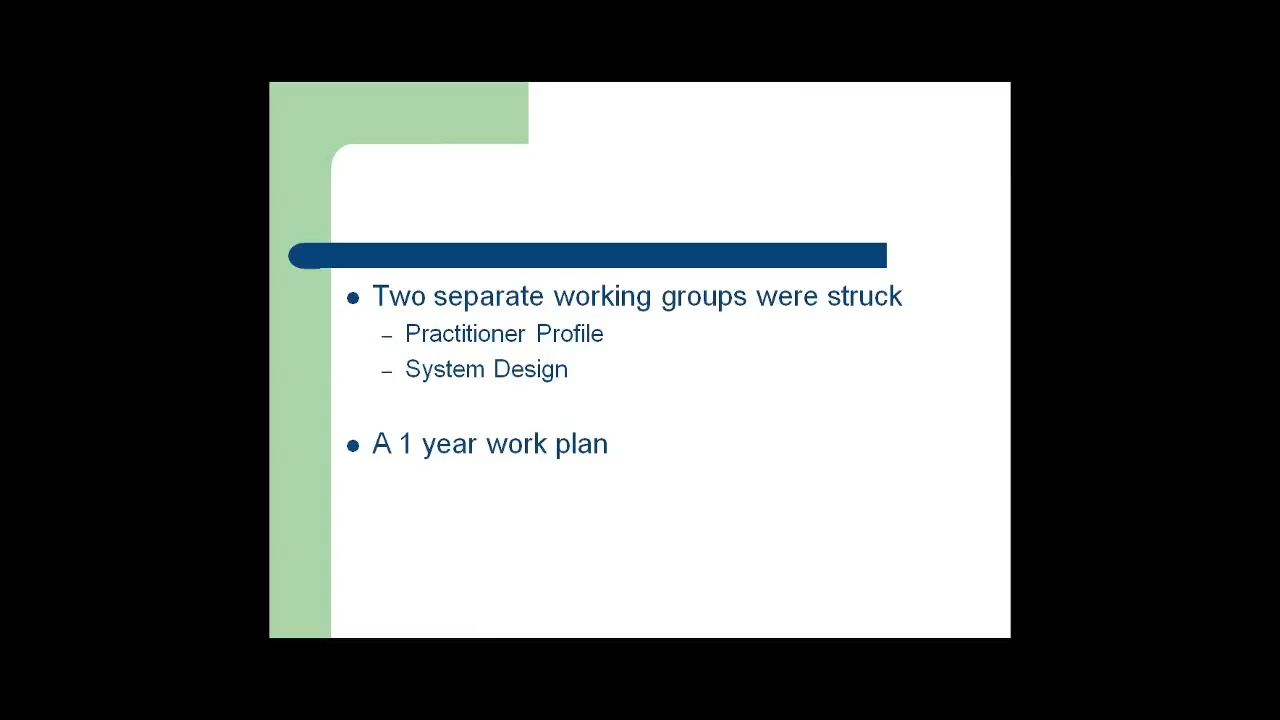 Two separate working groups were struck
– Practitioner Profile
– System Design
A 1 year work plan